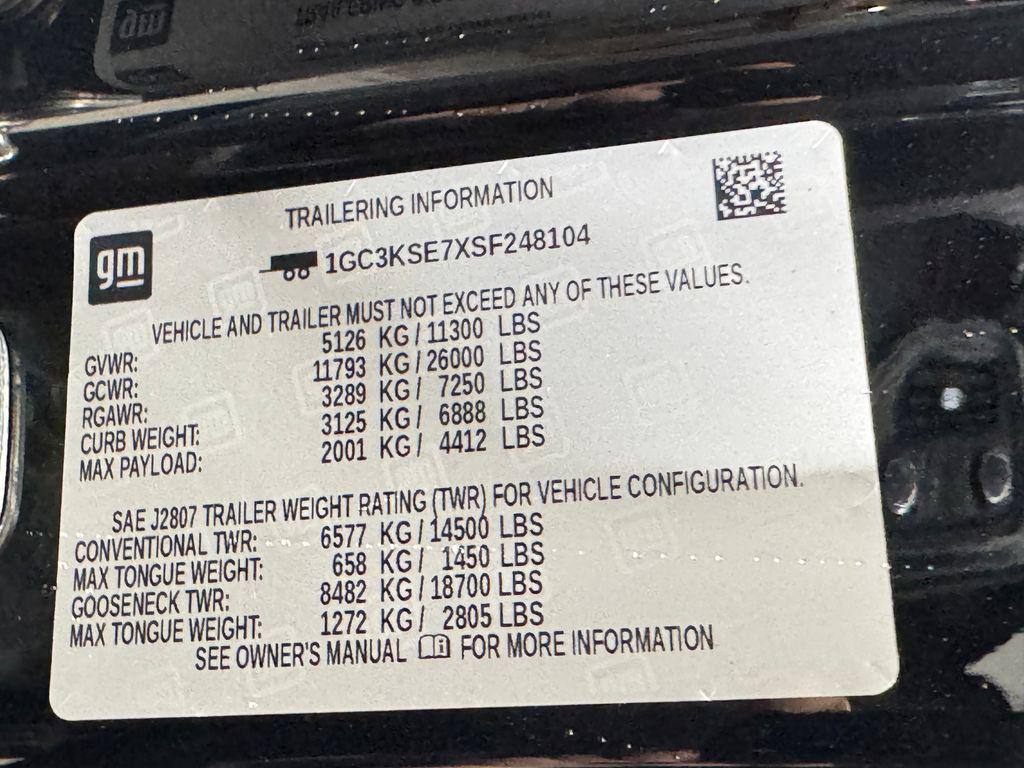 TRAILERING INFORMATION
gm
1GC3KSE7XSF248104
VEHICLE AND TRAILER MUST NOT EXCEED ANY OF THESE VALUES.
GVWR: 5126 KG / 11300 LBS
GCWR: 11793 KG / 26000 LBS
RGAWR: 3289 KG / 7250 LBS
CURB WEIGHT: 3125 KG / 6888 LBS
MAX PAYLOAD: 2001 KG / 4412 LBS
SAE J2807 TRAILER WEIGHT RATING (TWR) FOR VEHICLE CONFIGURATION.
CONVENTIONAL TWR: 6577 KG / 14500 LBS
MAX TONGUE WEIGHT: 658 KG / 1450 LBS
GOOSENECK TWR: 8482 KG / 18700 LBS
MAX TONGUE WEIGHT: 1272 KG / 2805 LBS
SEE OWNER'S MANUAL FOR MORE INFORMATION